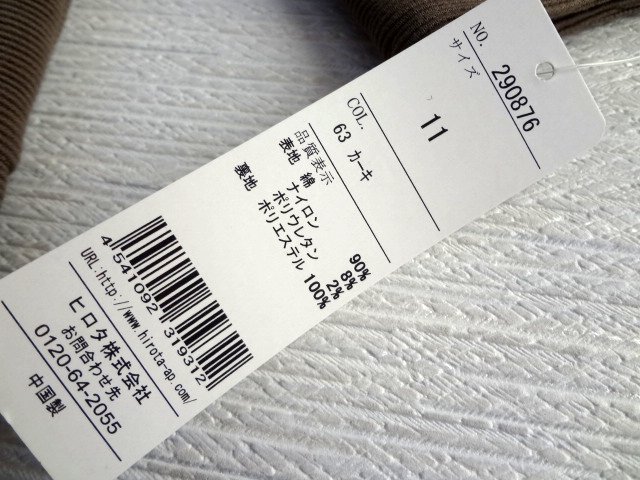 NO. 290876
サイズ
11
COL.
63 カーキ
品質表示
表地 綿 90%
ナイロン 8%
ポリウレタン 2%
裏地 ポリエステル 100%
4 541092 319312
URL:http://www.hirota-ap.com/
ヒロタ株式会社
お問合わせ先
0120-64-2055
中国製